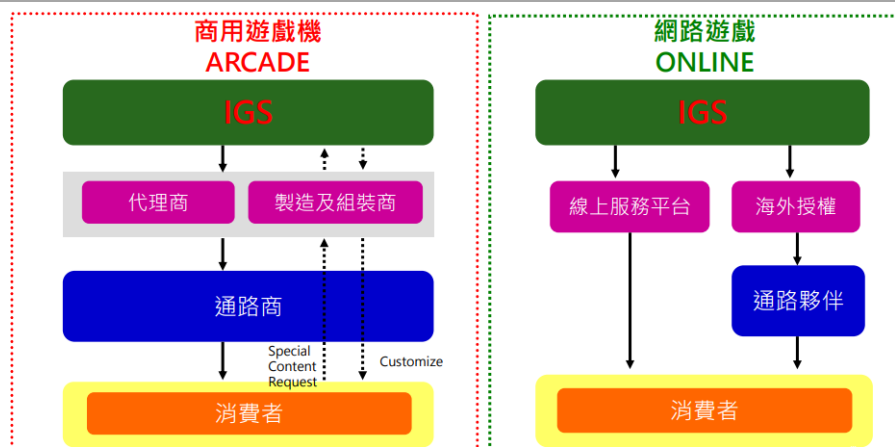 商用遊戲機
ARCADE
IGS
代理商
製造及組裝商
通路商
Special
Content
Request
Customize
消費者
網路遊戲
ONLINE
IGS
線上服務平台
海外授權
通路夥伴
消費者